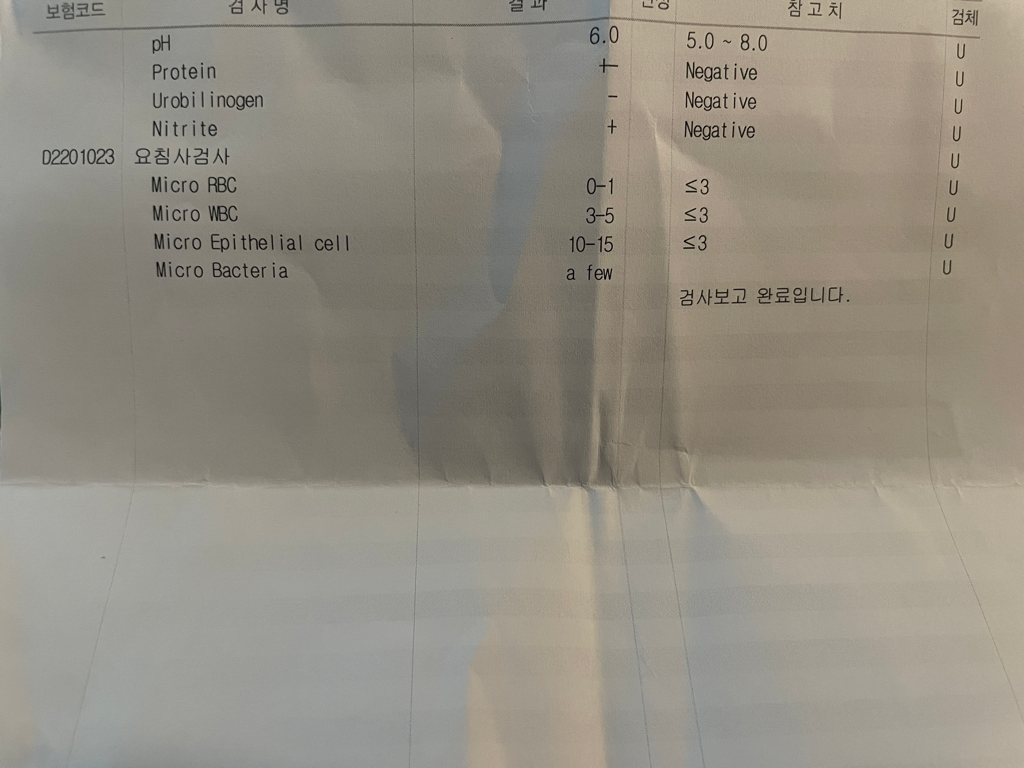 보험코드 검사명 결과 판정 참고치 검체
pH 6.0 5.0 ~ 8.0 U
Protein +- Negative U
Urobilinogen - Negative U
Nitrite + Negative U
D2201023 요침사검사 U
Micro RBC 0-1 ≤3 U
Micro WBC 3-5 ≤3 U
Micro Epithelial cell 10-15 ≤3 U
Micro Bacteria a few U
검사보고 완료입니다.